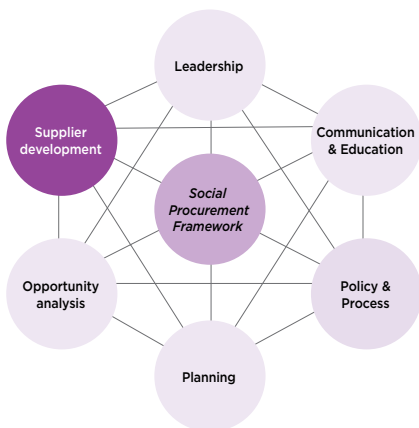 Leadership
Supplier
development
Communication
& Education
Social
Procurement
Framework
Opportunity
analysis
Policy &
Process
Planning